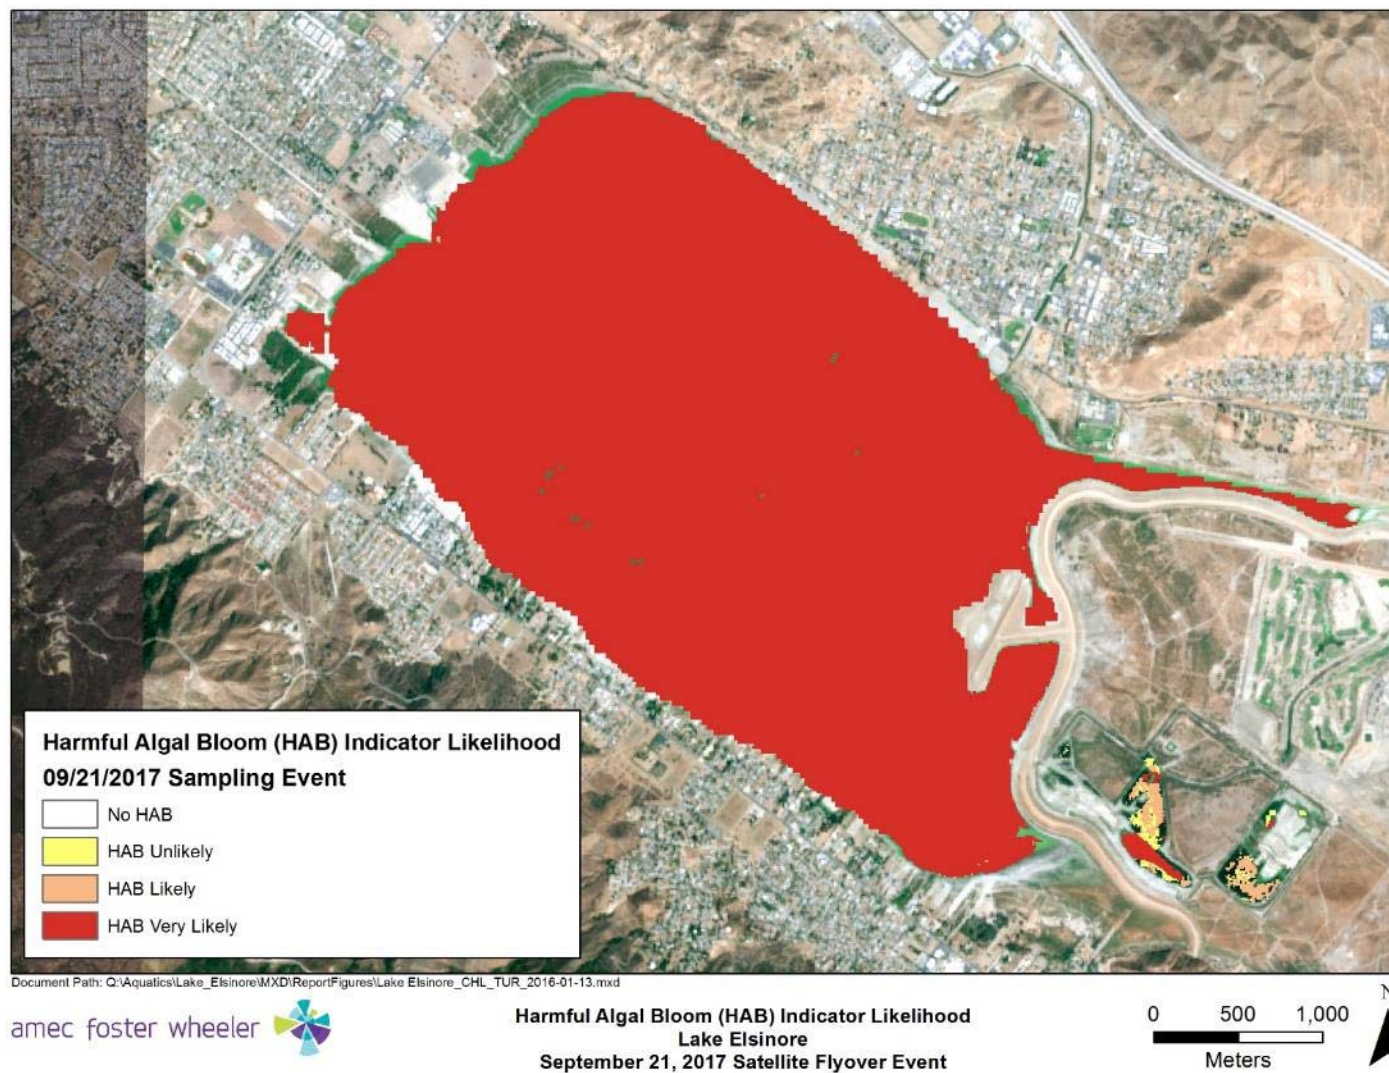 Harmful Algal Bloom (HAB) Indicator Likelihood
09/21/2017 Sampling Event
No HAB
HAB Unlikely
HAB Likely
HAB Very Likely
Document Path: Q:\Aquatics\Lake_Elsinore\MXD\ReportFigures\Lake Elsinore_CHL_TUR_2016-01-13.mxd
amec foster wheeler
Harmful Algal Bloom (HAB) Indicator Likelihood
Lake Elsinore
September 21, 2017 Satellite Flyover Event
0 500 1,000
Meters
N